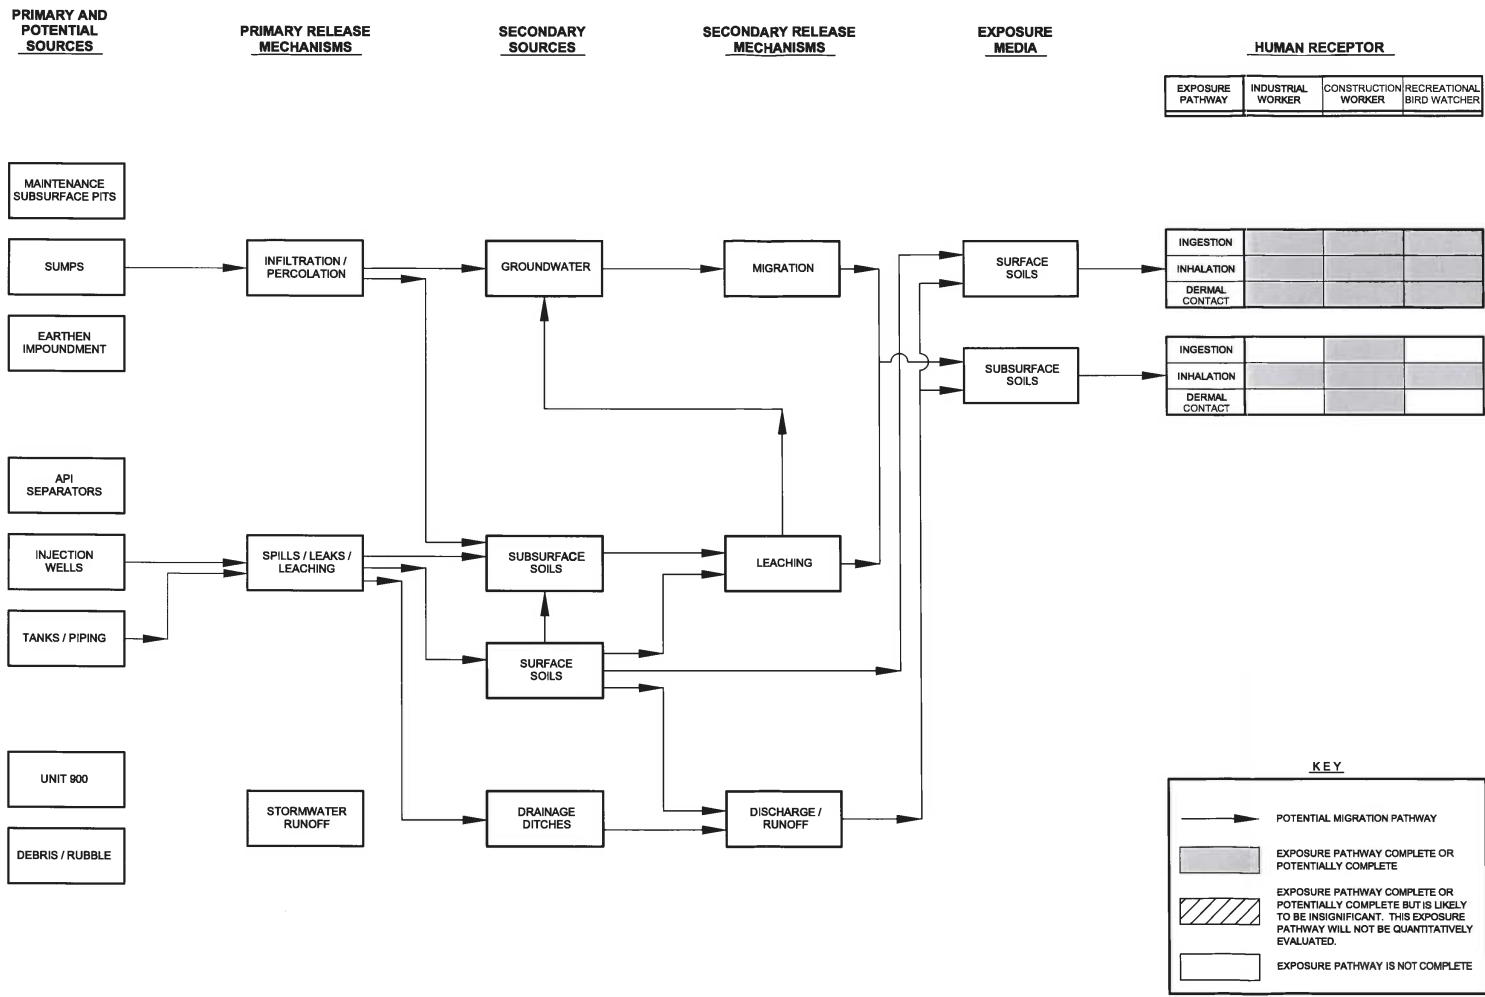 PRIMARY AND
POTENTIAL
SOURCES
PRIMARY RELEASE
MECHANISMS
SECONDARY
SOURCES
SECONDARY RELEASE
MECHANISMS
EXPOSURE
MEDIA
HUMAN RECEPTOR
EXPOSURE
PATHWAY
INDUSTRIAL
WORKER
CONSTRUCTION
WORKER
RECREATIONAL
BIRD WATCHER
MAINTENANCE
SUBSURFACE PITS
SUMPS
INFILTRATION /
PERCOLATION
GROUNDWATER
MIGRATION
SURFACE
SOILS
INGESTION
INHALATION
DERMAL
CONTACT
EARTHEN
IMPOUNDMENT
SUBSURFACE
SOILS
INGESTION
INHALATION
DERMAL
CONTACT
API
SEPARATORS
INJECTION
WELLS
SPILLS / LEAKS /
LEACHING
SUBSURFACE
SOILS
LEACHING
TANKS / PIPING
SURFACE
SOILS
UNIT 900
STORMWATER
RUNOFF
DRAINAGE
DITCHES
DISCHARGE /
RUNOFF
DEBRIS / RUBBLE
KEY
POTENTIAL MIGRATION PATHWAY
EXPOSURE PATHWAY COMPLETE OR
POTENTIALLY COMPLETE
EXPOSURE PATHWAY COMPLETE OR
POTENTIALLY COMPLETE BUT IS LIKELY
TO BE INSIGNIFICANT. THIS EXPOSURE
PATHWAY WILL NOT BE QUANTITATIVELY
EVALUATED.
EXPOSURE PATHWAY IS NOT COMPLETE